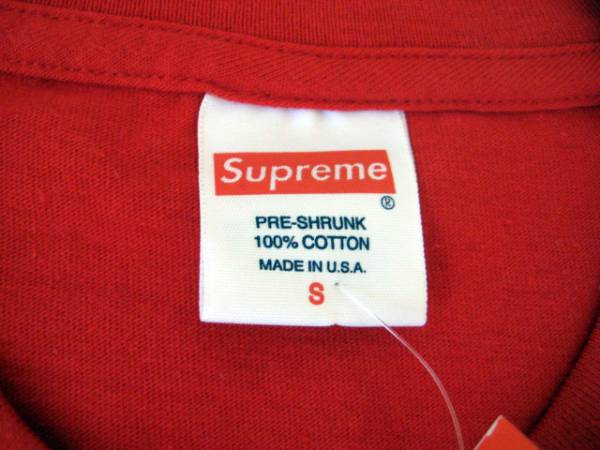 Supreme
®
PRE-SHRUNK
100% COTTON
MADE IN U.S.A.
S